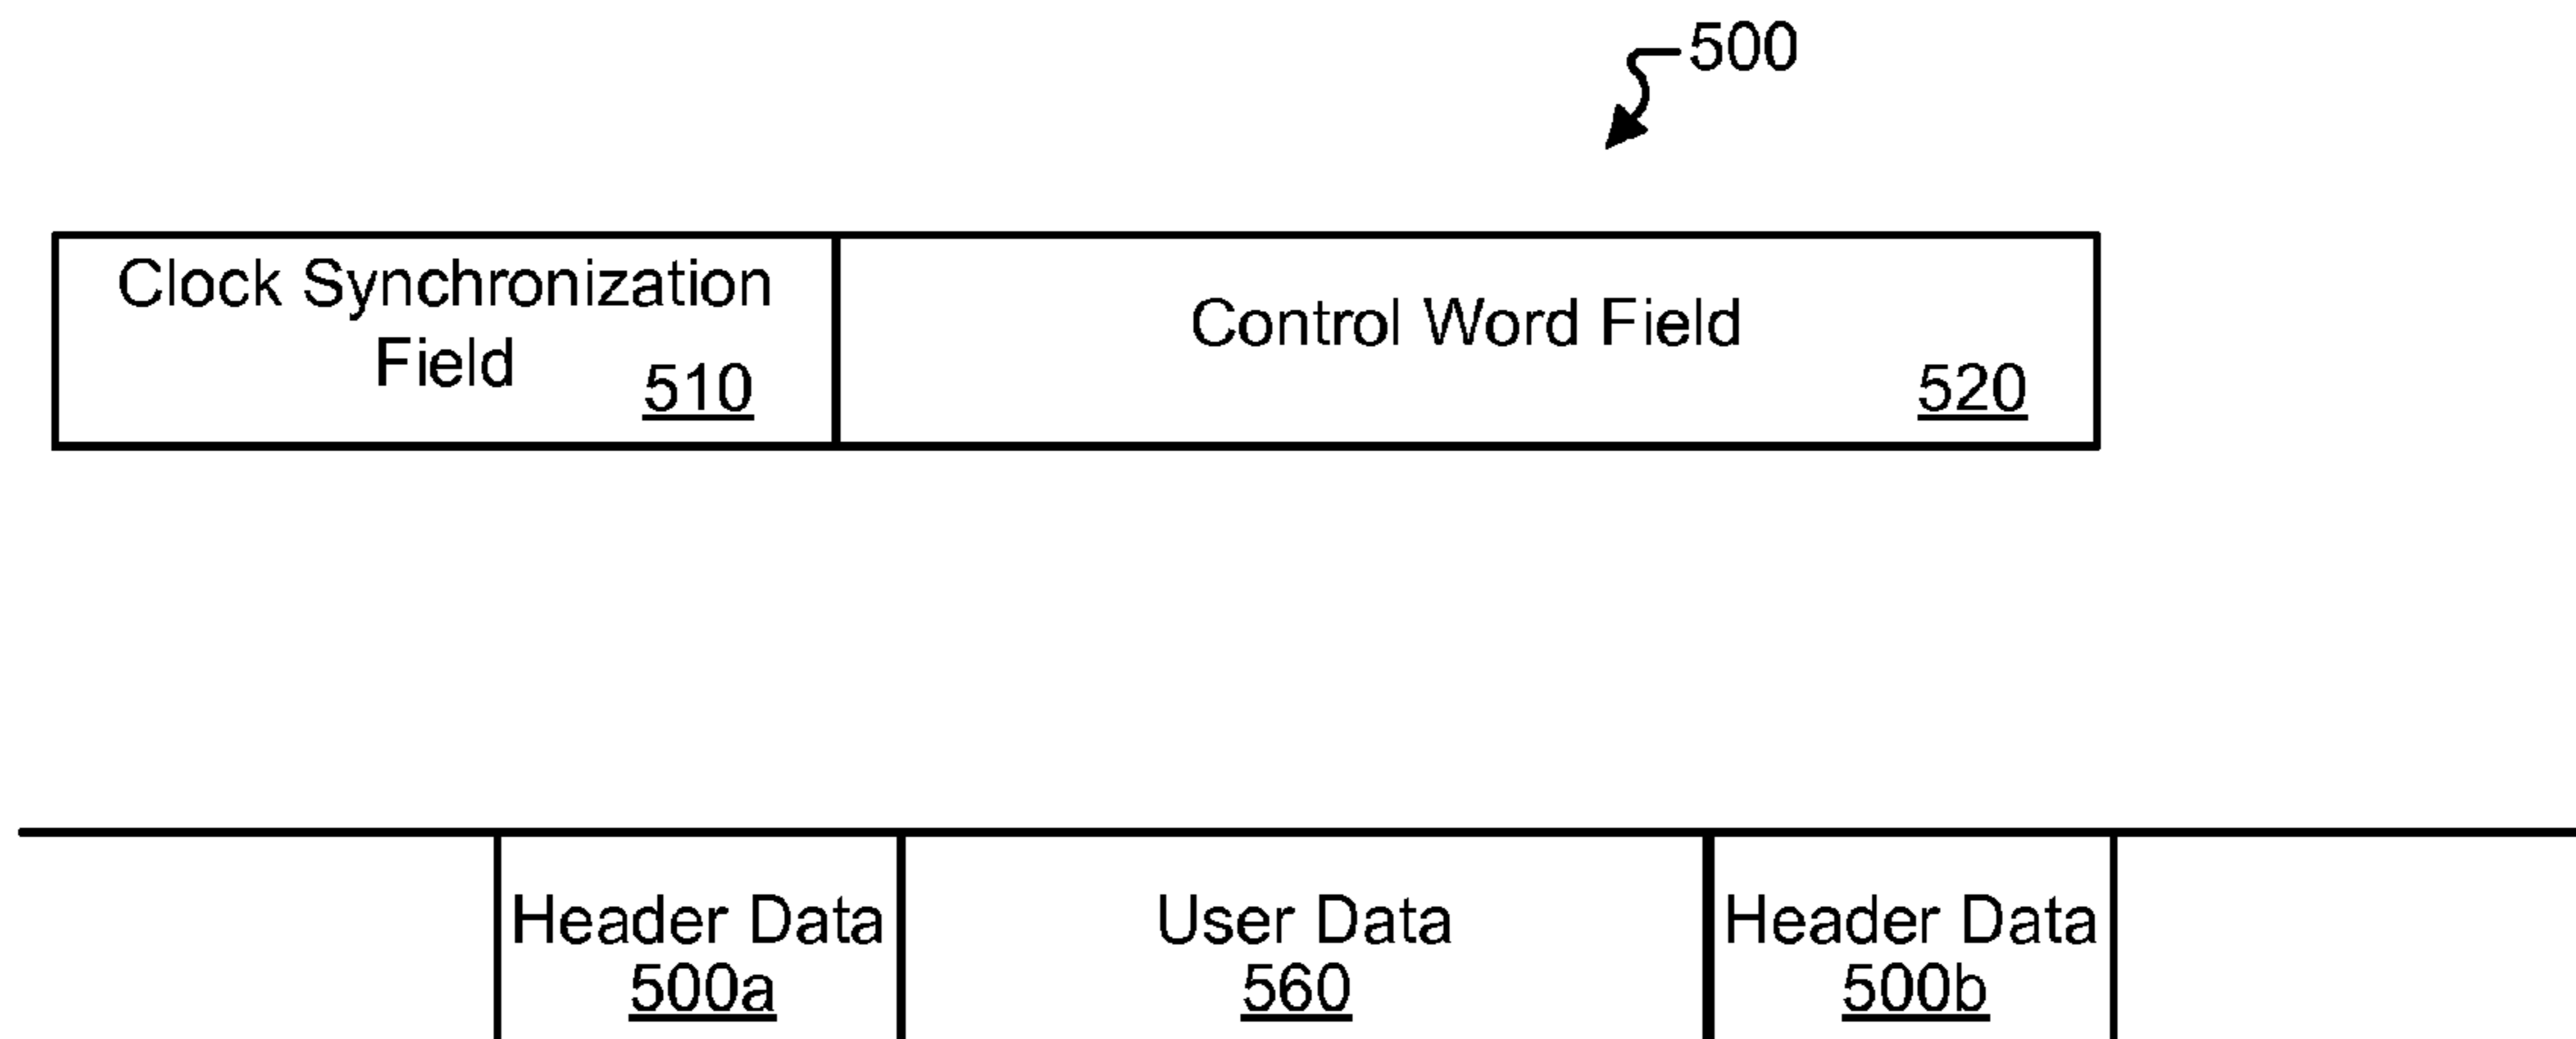 500
Clock Synchronization
Field
510
Control Word Field
520
Header Data
500a
User Data
560
Header Data
500b